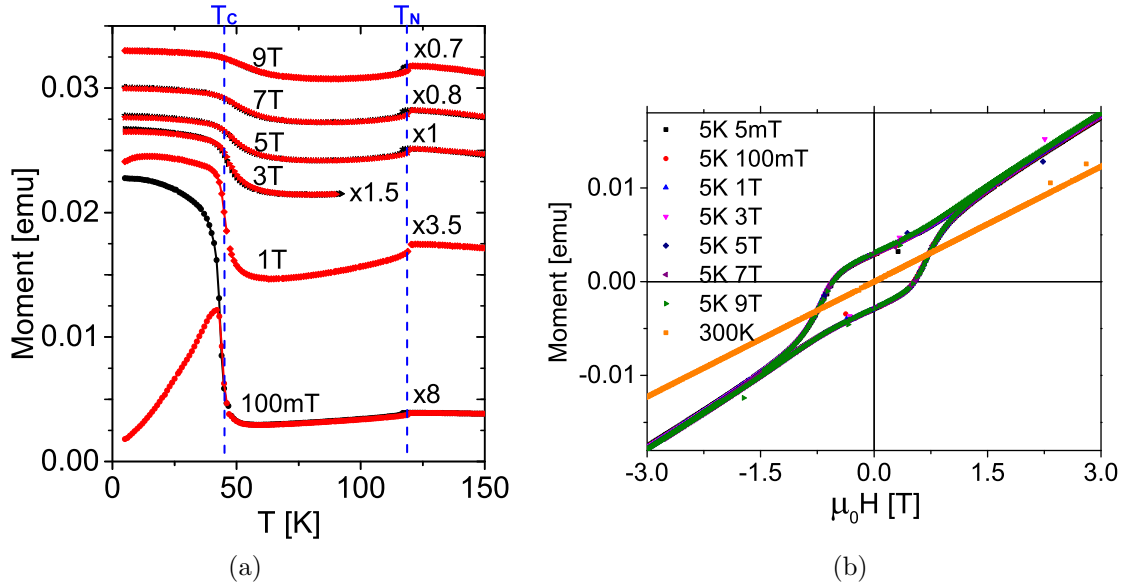 T_C
T_N
9T
x0.7
7T
x0.8
5T
x1
3T
x1.5
1T
x3.5
100mT
x8
0.03
0.02
0.01
0.00
Moment [emu]
0
50
100
150
T [K]
(a)
5K 5mT
5K 100mT
5K 1T
5K 3T
5K 5T
5K 7T
5K 9T
300K
0.01
0.00
-0.01
Moment [emu]
-3.0
-1.5
0.0
1.5
3.0
μ₀H [T]
(b)